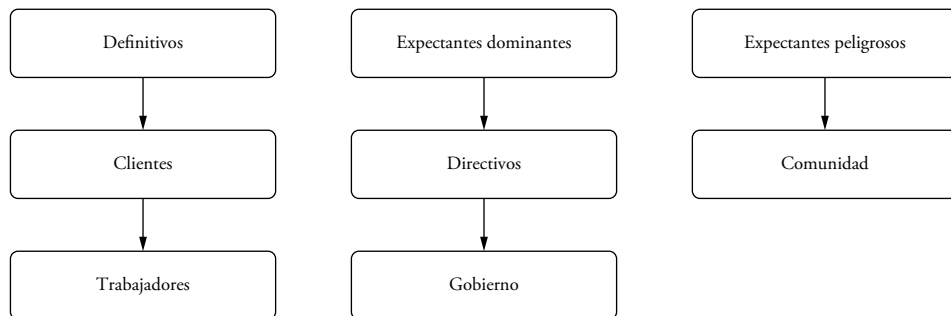 Definitivos
Expectantes dominantes
Expectantes peligrosos
Clientes
Directivos
Comunidad
Trabajadores
Gobierno